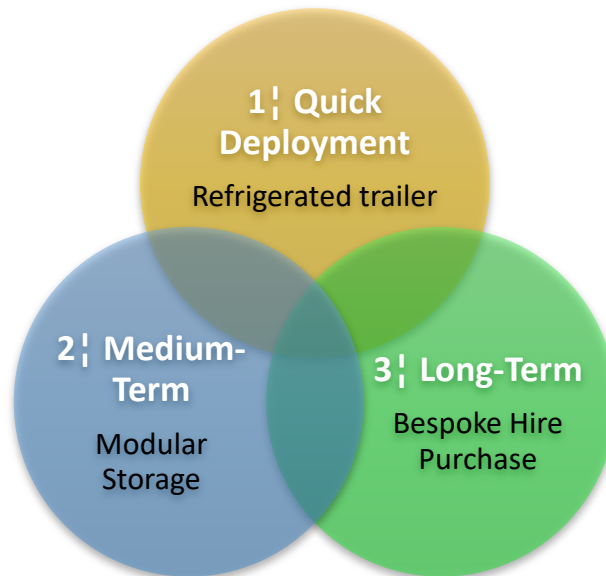 1¦ Quick
Deployment
Refrigerated trailer
2¦ Medium-
Term
Modular
Storage
3¦ Long-Term
Bespoke Hire
Purchase